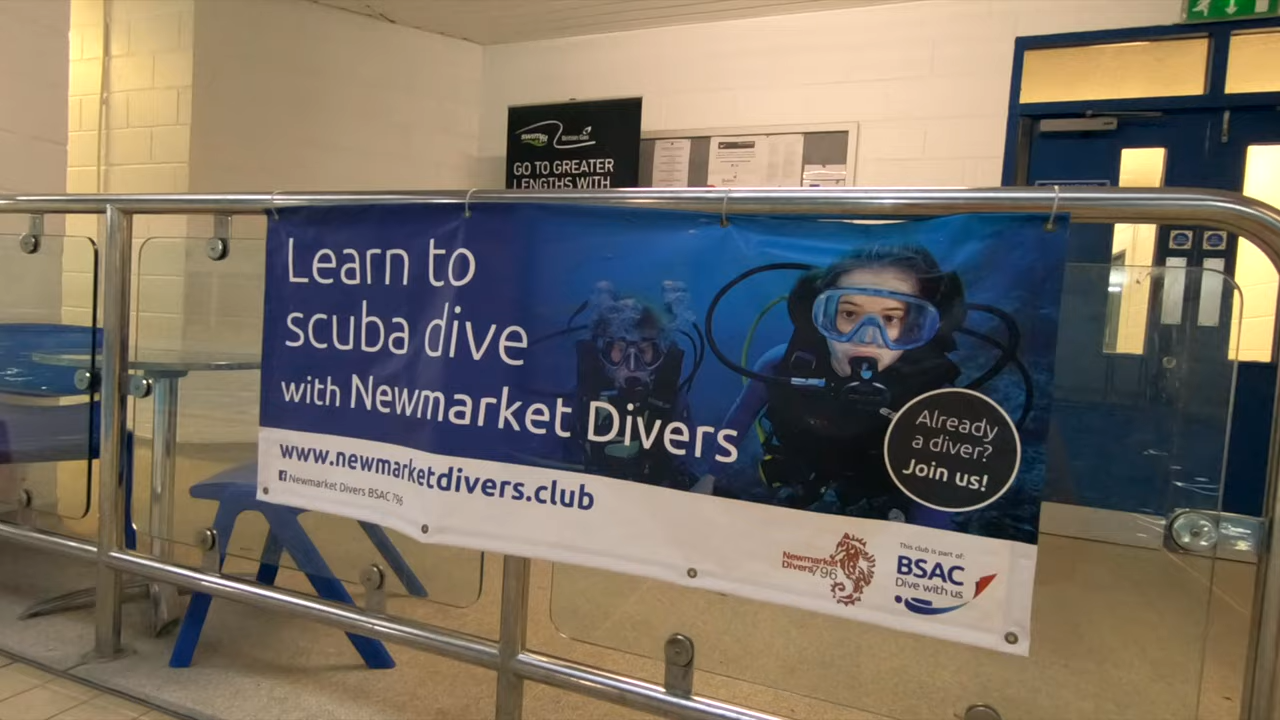 GO TO GREATER
LENGTHS WITH
Learn to
scuba dive
with Newmarket Divers
Already
a diver?
Join us!
www.newmarketdivers.club
Newmarket Divers BSAC 796
Newmarket
Divers 796
This club is part of:
BSAC
Dive with us